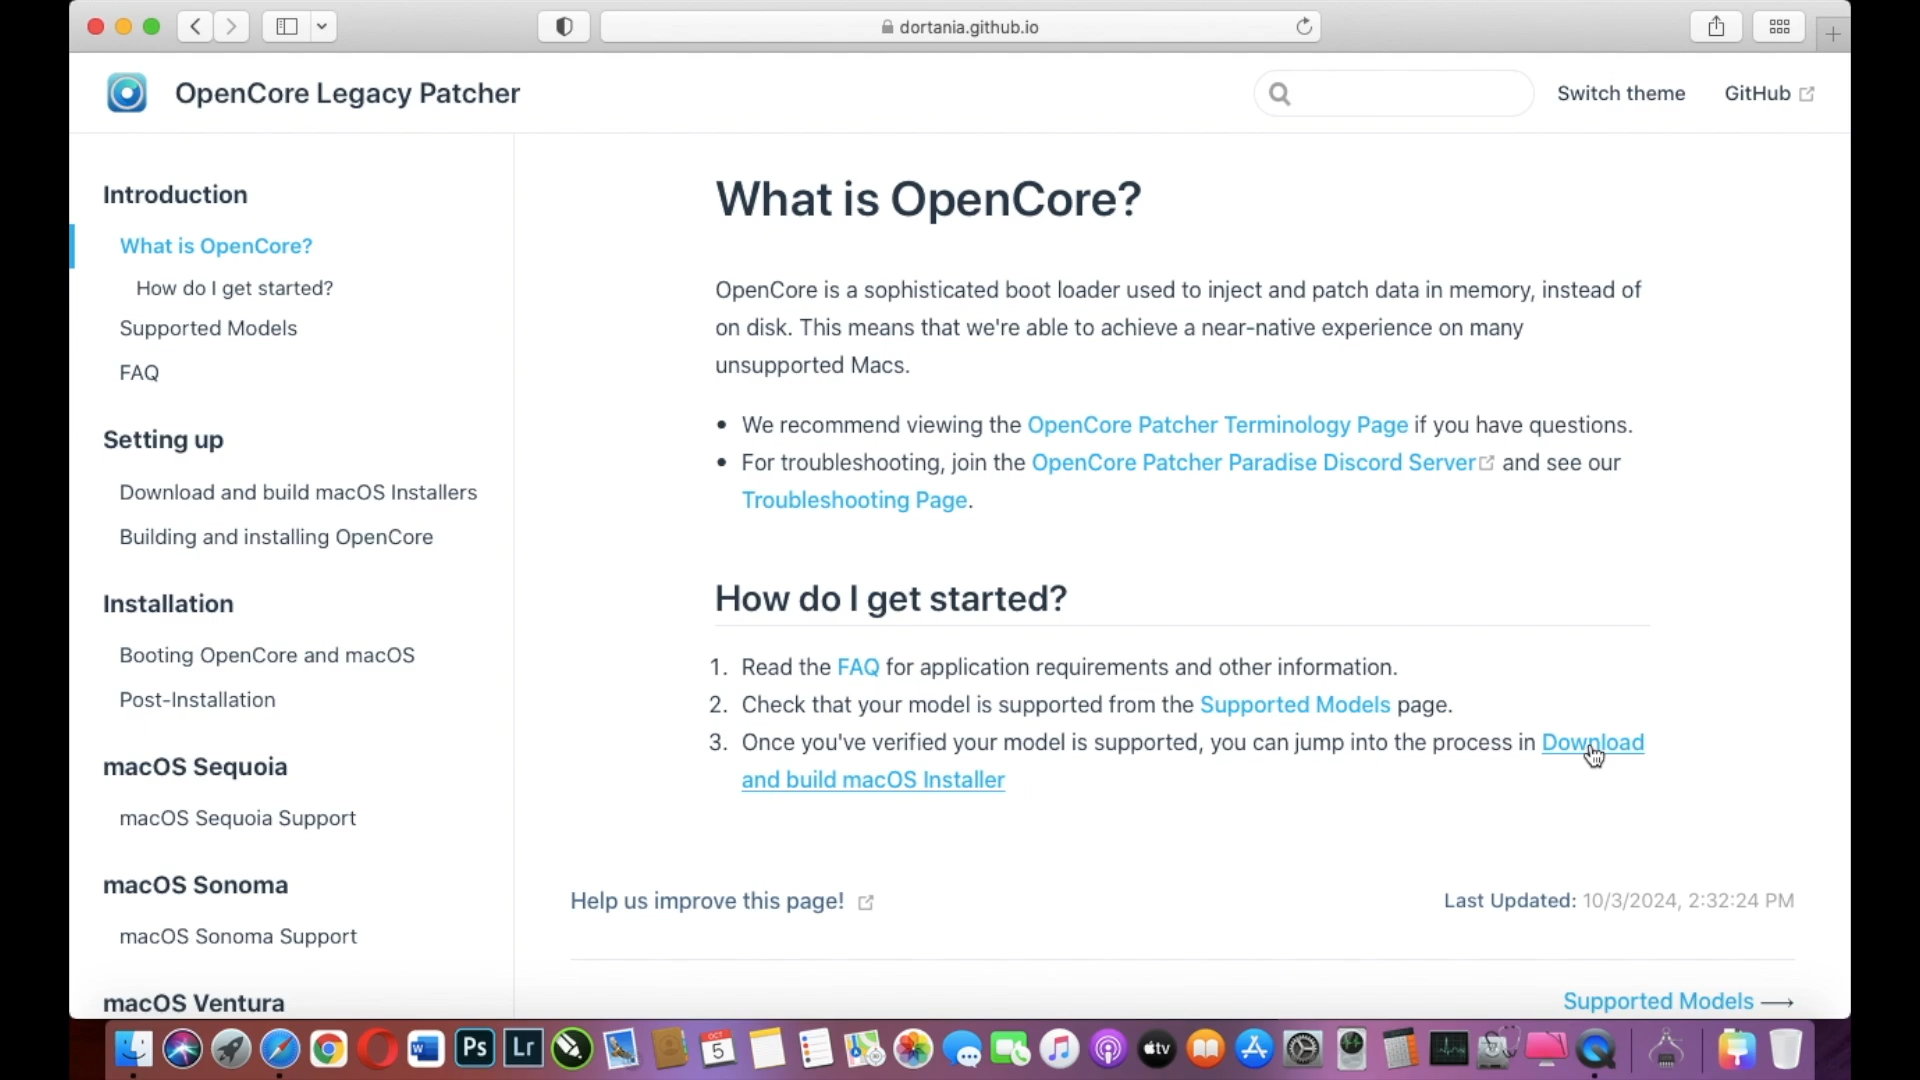 dortania.github.io
OpenCore Legacy Patcher
Switch theme
GitHub
Introduction
What is OpenCore?
How do I get started?
Supported Models
FAQ
Setting up
Download and build macOS Installers
Building and installing OpenCore
Installation
Booting OpenCore and macOS
Post-Installation
macOS Sequoia
macOS Sequoia Support
macOS Sonoma
macOS Sonoma Support
macOS Ventura
What is OpenCore?
OpenCore is a sophisticated boot loader used to inject and patch data in memory, instead of
on disk. This means that we're able to achieve a near-native experience on many
unsupported Macs.
• We recommend viewing the OpenCore Patcher Terminology Page if you have questions.
• For troubleshooting, join the OpenCore Patcher Paradise Discord Server and see our
Troubleshooting Page.
How do I get started?
1. Read the FAQ for application requirements and other information.
2. Check that your model is supported from the Supported Models page.
3. Once you've verified your model is supported, you can jump into the process in Download
and build macOS Installer
Help us improve this page!
Last Updated: 10/3/2024, 2:32:24 PM
Supported Models →
W
Ps
Lr
OCT
5
tv